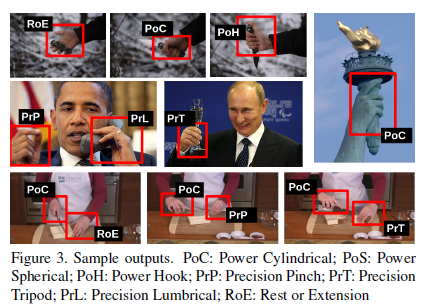 RoE
PoC
PoH
PrP
PrL
PrT
PoC
PoC
RoE
PoC
PrP
PoC
PrT
Figure 3. Sample outputs. PoC: Power Cylindrical; PoS: Power
Spherical; PoH: Power Hook; PrP: Precision Pinch; PrT: Precision
Tripod; PrL: Precision Lumbrical; RoE: Rest or Extension